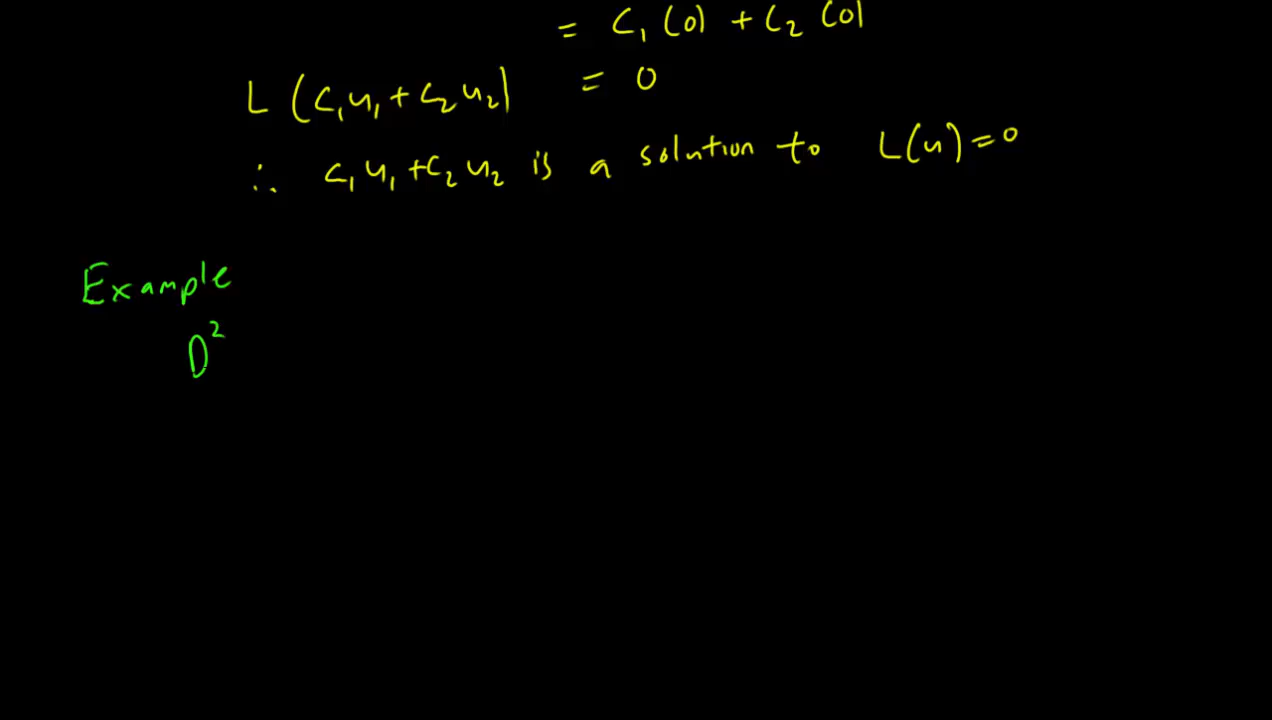 = C₁(0) + C₂(0)
L(C₁u₁+C₂u₂) = 0
∴ C₁u₁+C₂u₂ is a solution to L(u)=0
Example
D²